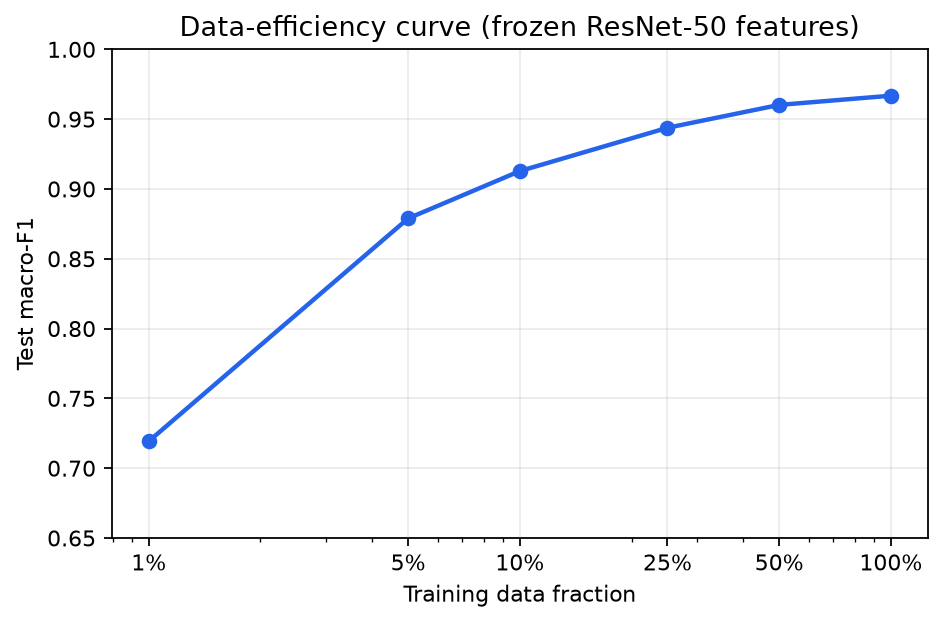 Data-efficiency curve (frozen ResNet-50 features)
1.00
0.95
0.90
0.85
0.80
0.75
0.70
0.65
Test macro-F1
1% 5% 10% 25% 50% 100%
Training data fraction